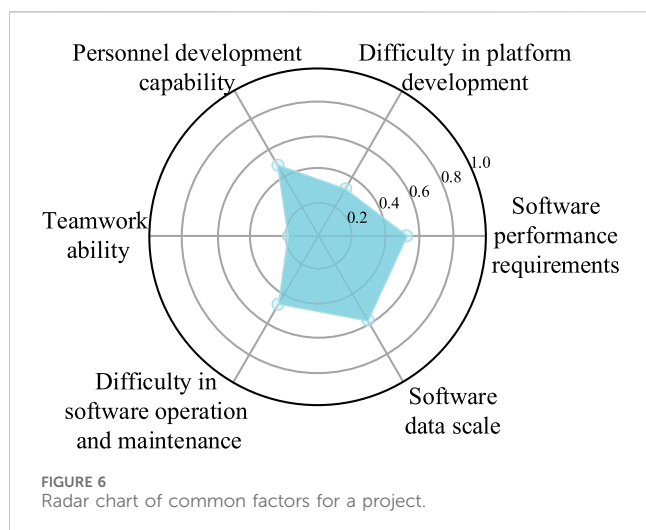 Personnel development
capability
Difficulty in platform
development
1.0
0.8
0.6
0.4
0.2
Teamwork
ability
Software
performance
requirements
Difficulty in
software operation
and maintenance
Software
data scale
FIGURE 6
Radar chart of common factors for a project.